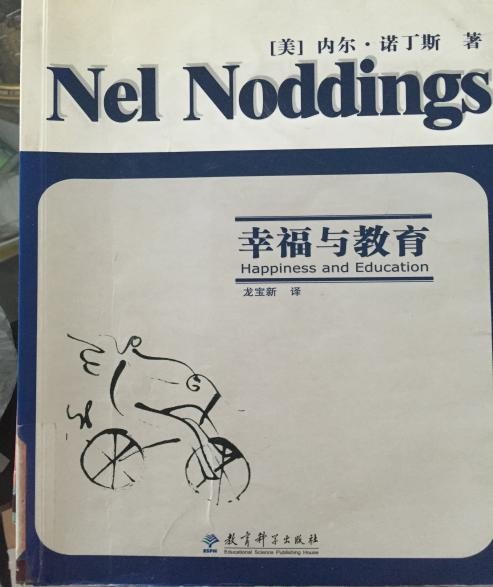 [美] 内尔·诺丁斯 著
Nel Noddings
幸福与教育
Happiness and Education
龙宝新 译
教育科学出版社
ESPH
Educational Science Publishing House